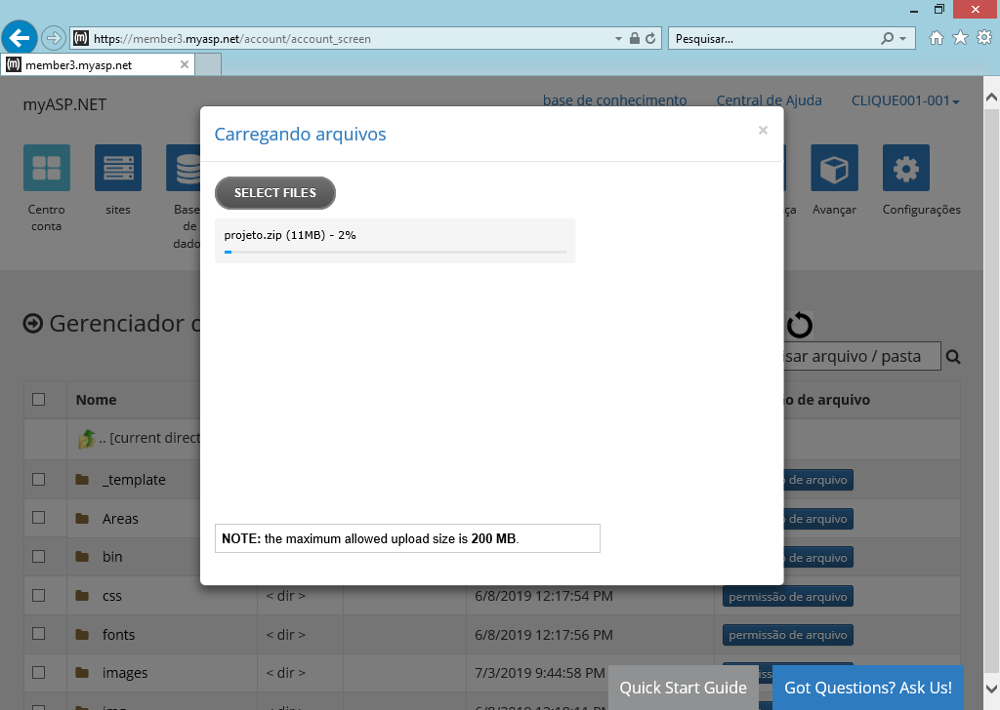 https://member3.myasp.net/account/account_screen
Pesquisar...
member3.myasp.net
myASP.NET
base de conhecimento
Central de Ajuda
CLIQUE001-001
Carregando arquivos
×
SELECT FILES
projeto.zip (11MB) - 2%
NOTE: the maximum allowed upload size is 200 MB.
Centro
conta
sites
Base
de
dado
ça
Avançar
Configurações
Gerenciador
sar arquivo / pasta
Nome
o de arquivo
.. [current direct
_template
o de arquivo
Areas
o de arquivo
bin
o de arquivo
css
< dir >
6/8/2019 12:17:54 PM
permissão de arquivo
fonts
< dir >
6/8/2019 12:17:56 PM
permissão de arquivo
images
< dir >
7/3/2019 9:44:58 PM
Quick Start Guide
Got Questions? Ask Us!